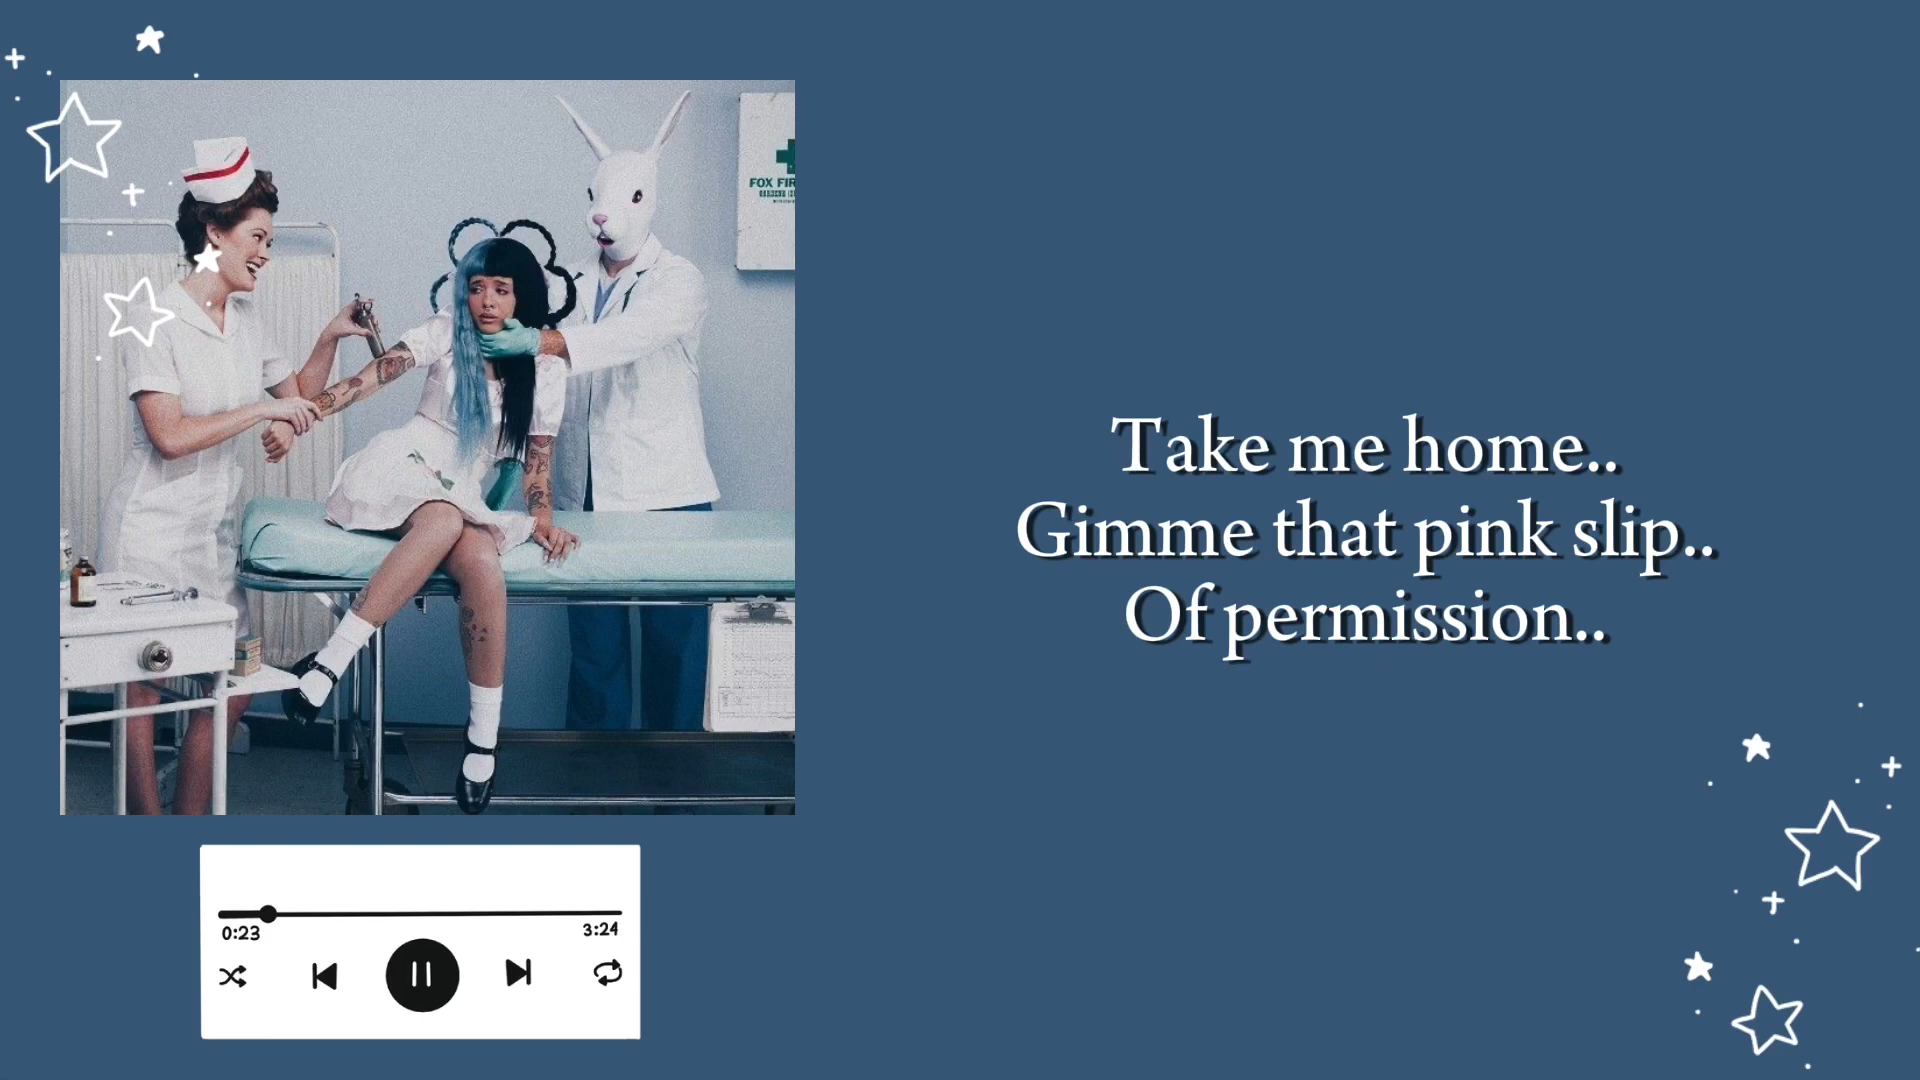 FOX FIR
Take me home..
Gimme that pink slip..
Of permission..
0:23
3:24